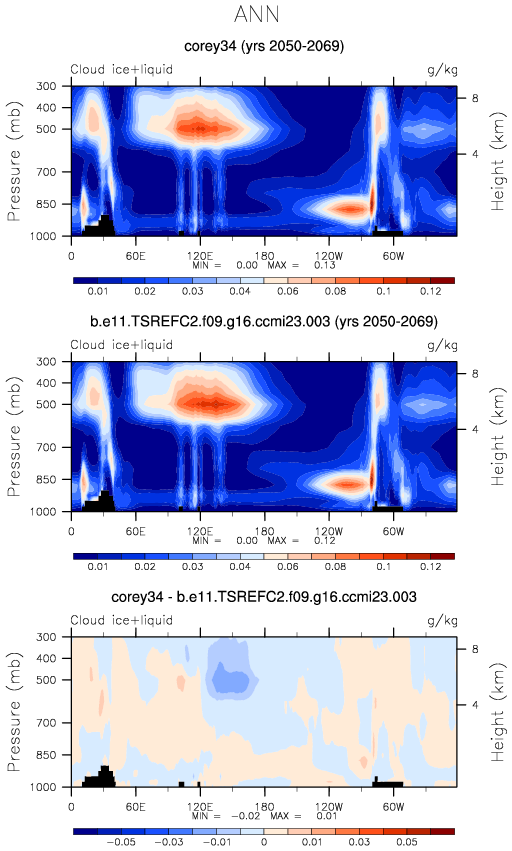 ANN
corey34 (yrs 2050-2069)
Cloud ice+liquid g/kg
300
500
700
850
1000
Pressure (mb)
8
4
Height (km)
0 60E 120E 180 120W 60W
MIN = 0.00 MAX = 0.13
0.01 0.02 0.03 0.04 0.06 0.08 0.1 0.12
b.e11.TSREFC2.f09.g16.ccmi23.003 (yrs 2050-2069)
Cloud ice+liquid g/kg
300
500
700
850
1000
Pressure (mb)
8
4
Height (km)
0 60E 120E 180 120W 60W
MIN = 0.00 MAX = 0.12
0.01 0.02 0.03 0.04 0.06 0.08 0.1 0.12
corey34 - b.e11.TSREFC2.f09.g16.ccmi23.003
Cloud ice+liquid g/kg
300
500
700
850
1000
Pressure (mb)
8
4
Height (km)
0 60E 120E 180 120W 60W
MIN = -0.02 MAX = 0.01
-0.05 -0.03 -0.01 0 0.01 0.03 0.05